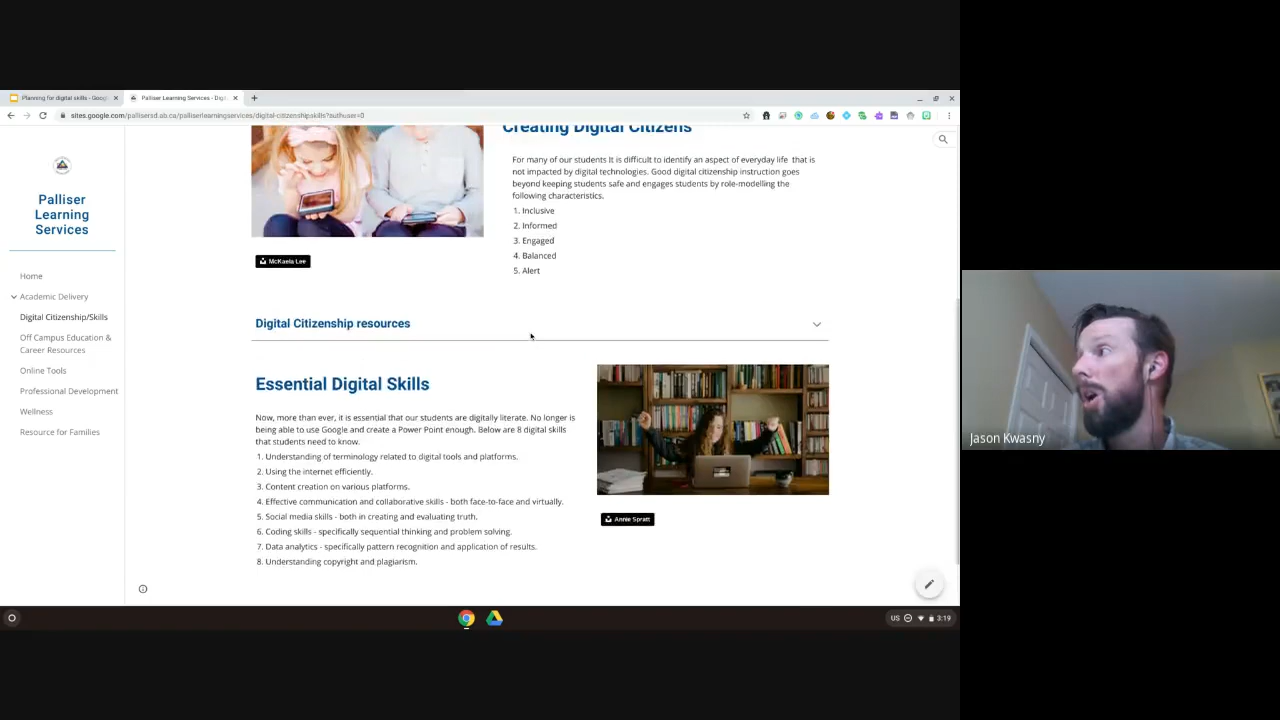 Planning for digital skills - Goog
Palliser Learning Services - Digi
sites.google.com/pallisersd.ab.ca/palliserlearningservices/digital-citizenshipskills?authuser=0
Palliser
Learning
Services
Home
Academic Delivery
Digital Citizenship/Skills
Off Campus Education &
Career Resources
Online Tools
Professional Development
Wellness
Resource for Families
Creating Digital Citizens
For many of our students it is difficult to identify an aspect of everyday life that is
not impacted by digital technologies. Good digital citizenship instruction goes
beyond keeping students safe and engages students by role-modelling the
following characteristics.
1. Inclusive
2. Informed
3. Engaged
4. Balanced
5. Alert
McKaela Lee
Digital Citizenship resources
Essential Digital Skills
Now, more than ever, it is essential that our students are digitally literate. No longer is
being able to use Google and create a Power Point enough. Below are 8 digital skills
that students need to know.
1. Understanding of terminology related to digital tools and platforms.
2. Using the internet efficiently.
3. Content creation on various platforms.
4. Effective communication and collaborative skills - both face-to-face and virtually.
5. Social media skills - both in creating and evaluating truth.
6. Coding skills - specifically sequential thinking and problem solving.
7. Data analytics - specifically pattern recognition and application of results.
8. Understanding copyright and plagiarism.
Annie Spratt
US 3:19
Jason Kwasny